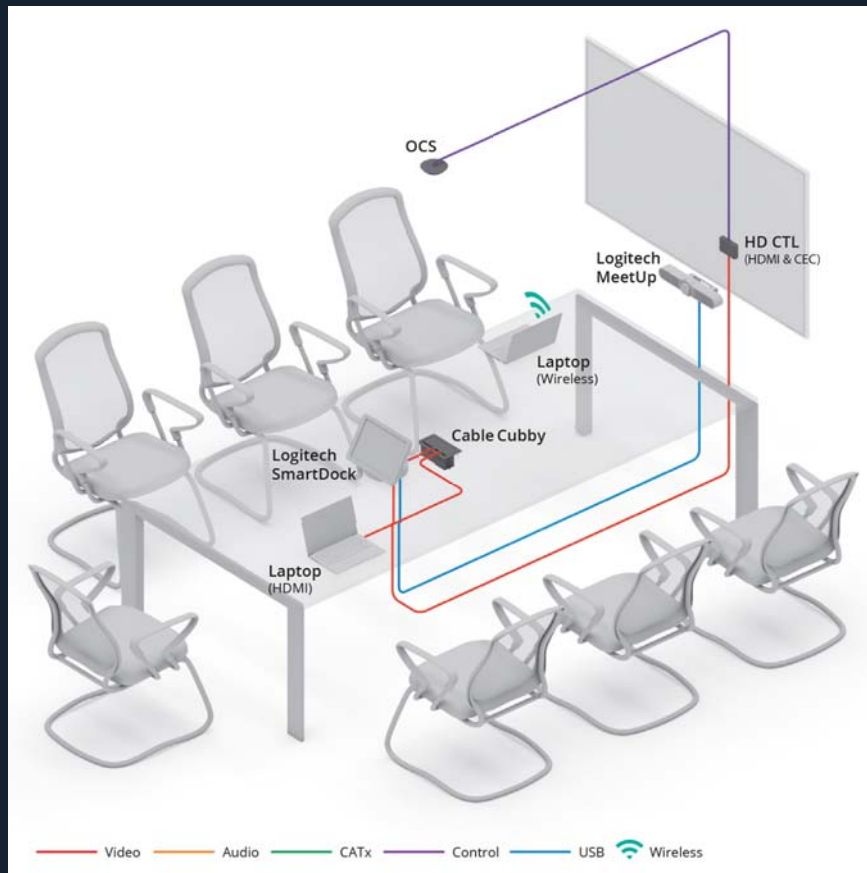 OCS
HD CTL
(HDMI & CEC)
Logitech
MeetUp
Laptop
(Wireless)
Cable Cubby
Logitech
SmartDock
Laptop
(HDMI)
Video Audio CATx Control USB Wireless